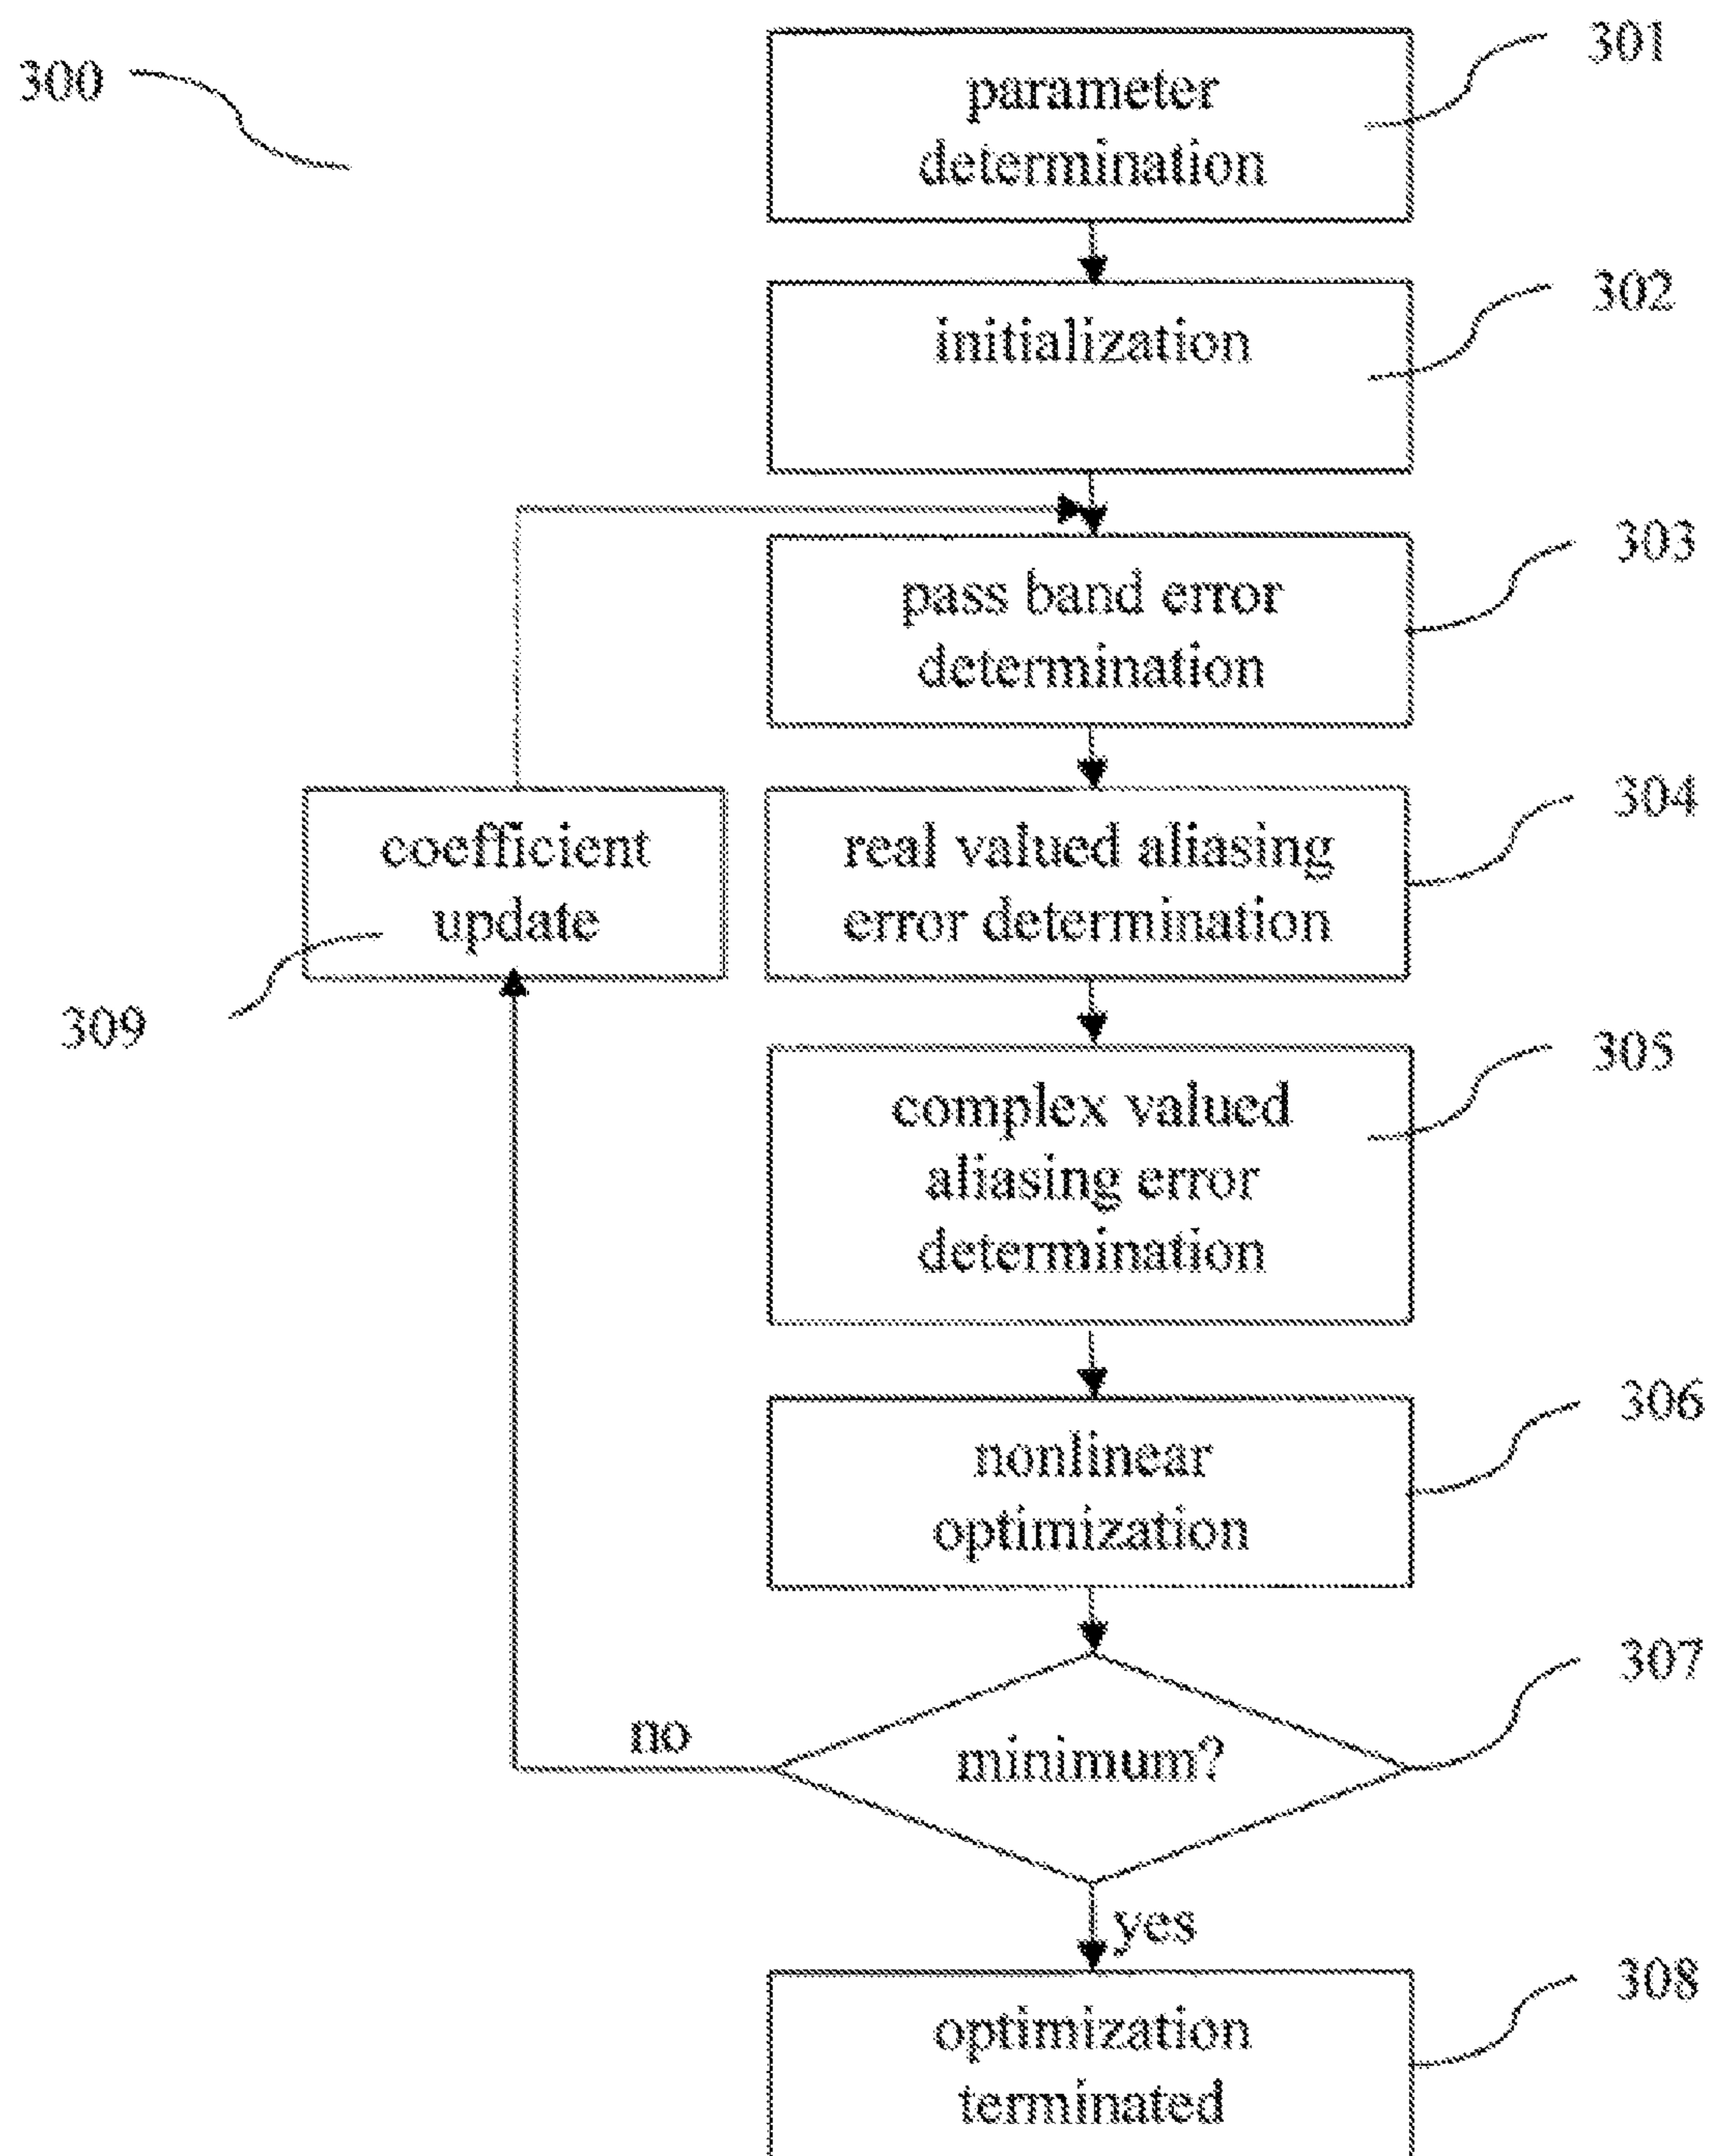 300
301
parameter
determination
302
initialization
303
pass band error
determination
304
real valued aliasing
error determination
coefficient
update
309
305
complex valued
aliasing error
determination
306
nonlinear
optimization
307
minimum?
no
yes
308
optimization
terminated